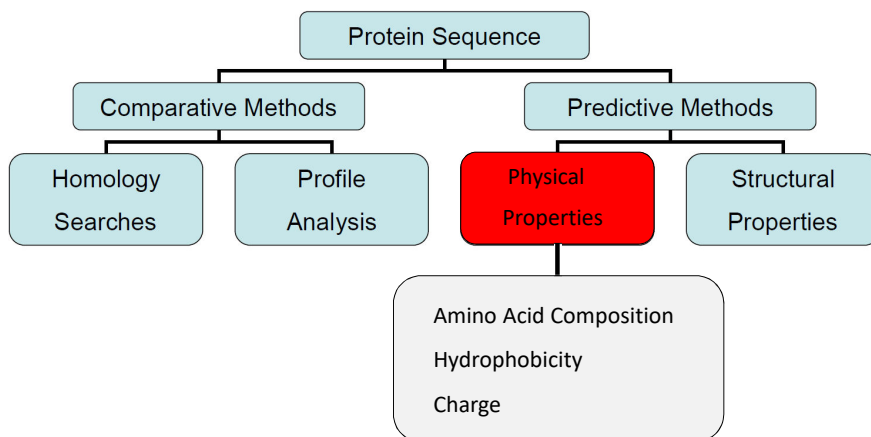 Protein Sequence
Comparative Methods
Predictive Methods
Homology
Searches
Profile
Analysis
Physical
Properties
Structural
Properties
Amino Acid Composition
Hydrophobicity
Charge